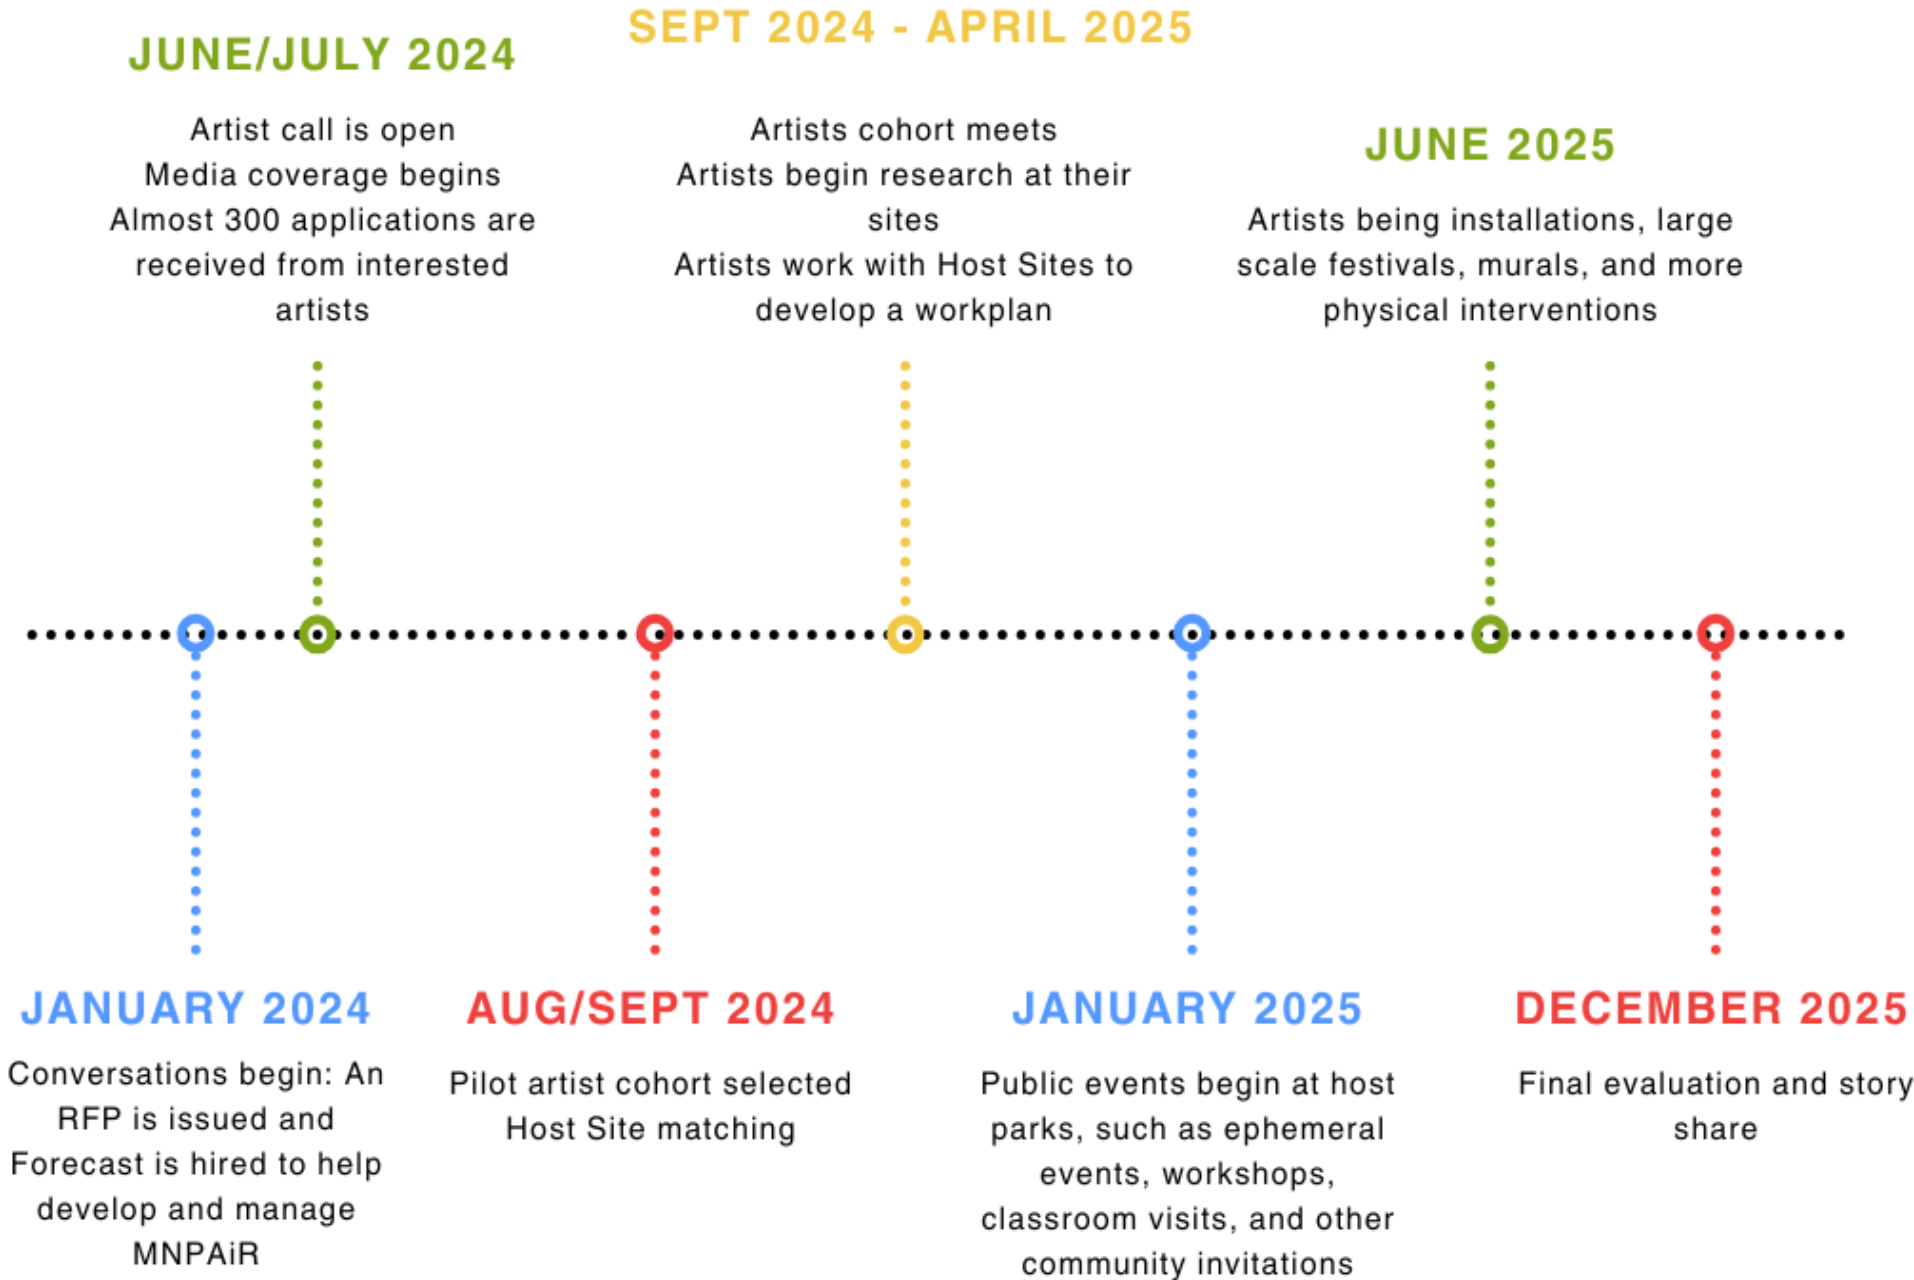 JUNE/JULY 2024
Artist call is open
Media coverage begins
Almost 300 applications are
received from interested
artists
SEPT 2024 - APRIL 2025
Artists cohort meets
Artists begin research at their
sites
Artists work with Host Sites to
develop a workplan
JUNE 2025
Artists being installations, large
scale festivals, murals, and more
physical interventions
JANUARY 2024
Conversations begin: An
RFP is issued and
Forecast is hired to help
develop and manage
MNPAiR
AUG/SEPT 2024
Pilot artist cohort selected
Host Site matching
JANUARY 2025
Public events begin at host
parks, such as ephemeral
events, workshops,
classroom visits, and other
community invitations
DECEMBER 2025
Final evaluation and story
share